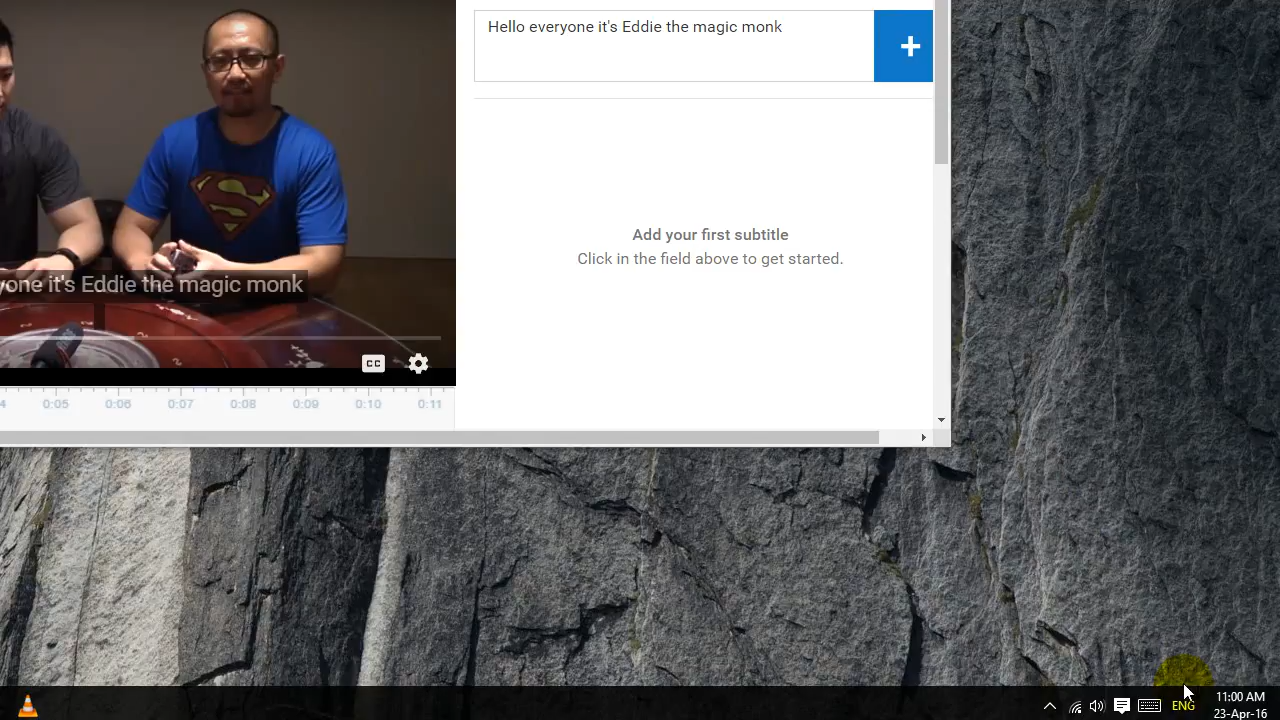 Hello everyone it's Eddie the magic monk
+
Add your first subtitle
Click in the field above to get started.
yone it's Eddie the magic monk
S
CC
4 0:05 0:06 0:07 0:08 0:09 0:10 0:11
ENG
11:00 AM
23-Apr-16